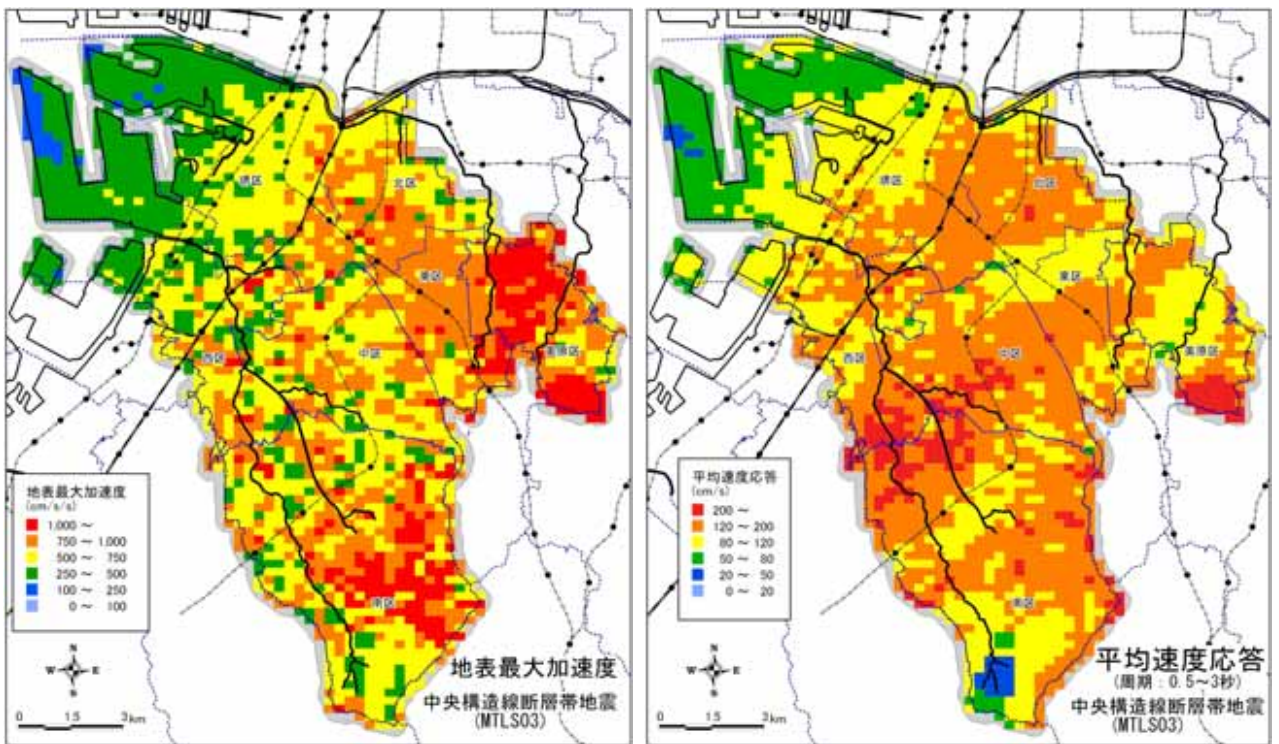 堺区
北区
東区
中区
西区
美原区
南区
地表最大加速度
(cm/s/s)
1,000 ～
750 ～ 1,000
500 ～ 750
250 ～ 500
100 ～ 250
0 ～ 100
N
W E
S
0 1.5 3km
地表最大加速度
中央構造線断層帯地震
(MTLS03)
堺区
北区
東区
中区
西区
美原区
南区
平均速度応答
(cm/s)
200 ～
120 ～ 200
80 ～ 120
50 ～ 80
20 ～ 50
0 ～ 20
N
W E
S
0 1.5 3km
平均速度応答
(周期：0.5～3秒)
中央構造線断層帯地震
(MTLS03)